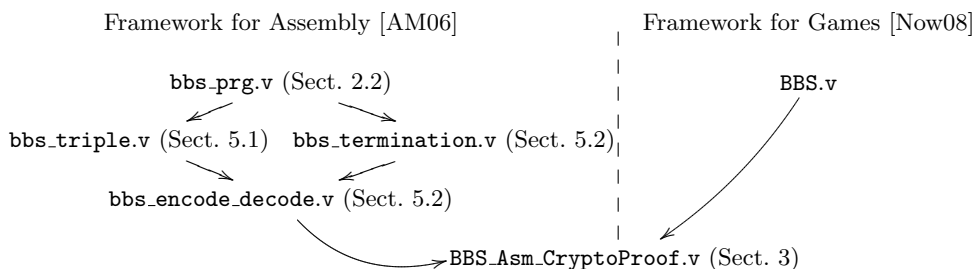 Framework for Assembly [AM06] Framework for Games [Now08]
bbs_prg.v (Sect. 2.2) BBS.v
bbs_triple.v (Sect. 5.1) bbs_termination.v (Sect. 5.2)
bbs_encode_decode.v (Sect. 5.2)
BBS_Asm_CryptoProof.v (Sect. 3)